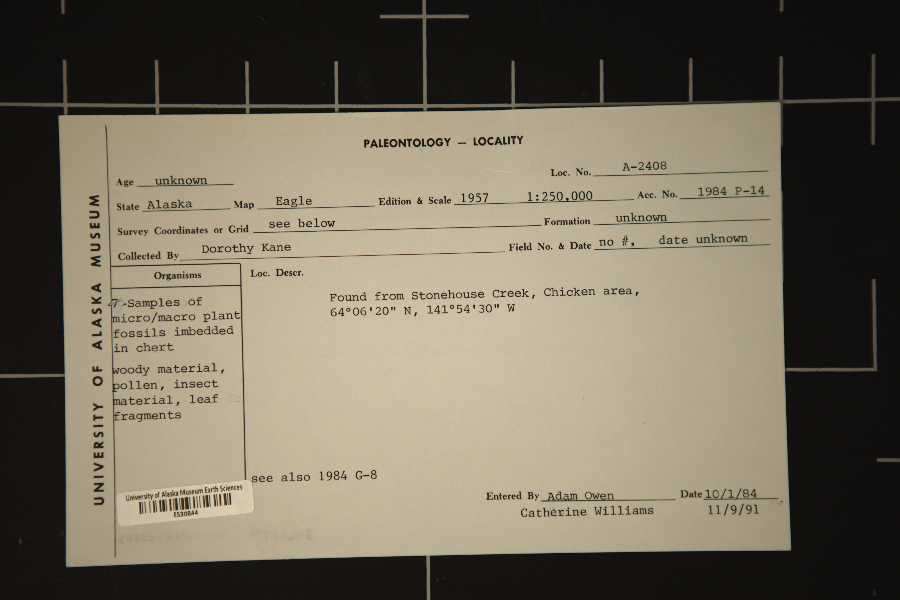 PALEONTOLOGY — LOCALITY
Age unknown Loc. No. A-2408
State Alaska Map Eagle Edition & Scale 1957 1:250,000 Acc. No. 1984 P-14
Survey Coordinates or Grid see below Formation unknown
Collected By Dorothy Kane Field No. & Date no #, date unknown
UNIVERSITY OF ALASKA MUSEUM
Organisms
7-Samples of
micro/macro plant
fossils imbedded
in chert
woody material,
pollen, insect
material, leaf
fragments
Loc. Descr.
Found from Stonehouse Creek, Chicken area,
64°06'20" N, 141°54'30" W
see also 1984 G-8
University of Alaska Museum Earth Sciences
ES30844
Entered By Adam Owen Date 10/1/84
Catherine Williams 11/9/91